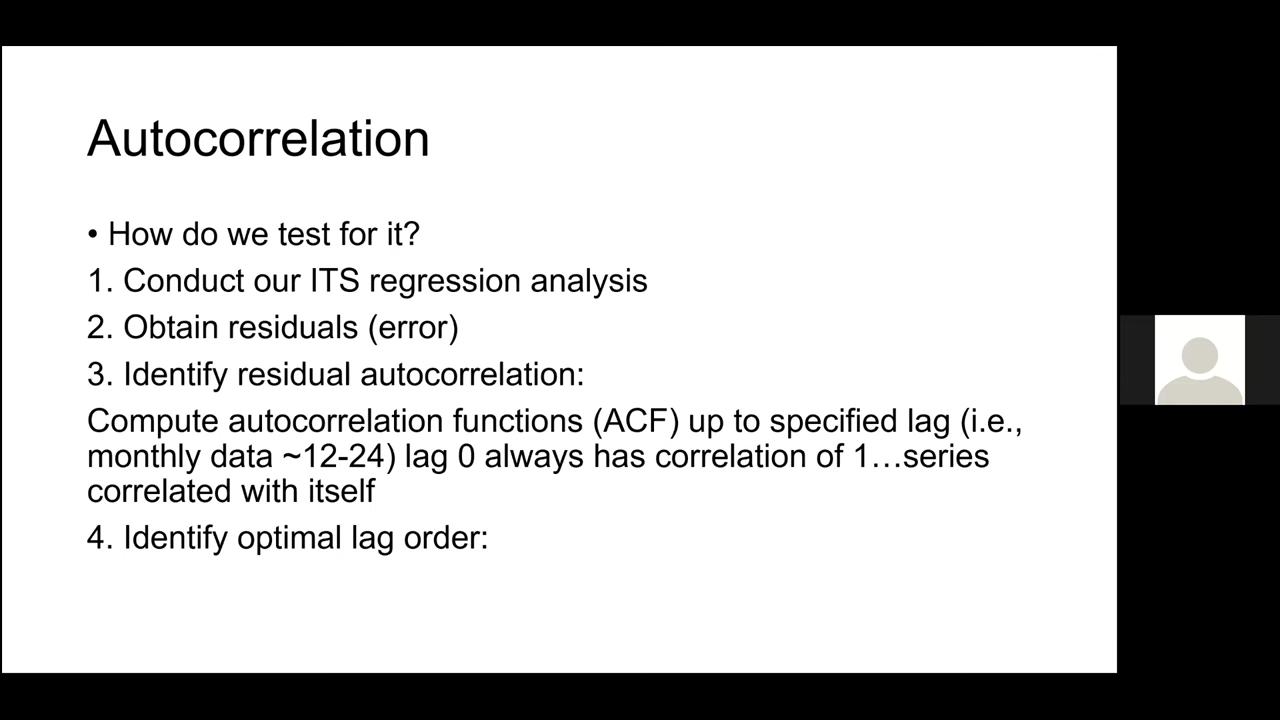 Autocorrelation
• How do we test for it?
1. Conduct our ITS regression analysis
2. Obtain residuals (error)
3. Identify residual autocorrelation:
Compute autocorrelation functions (ACF) up to specified lag (i.e.,
monthly data ~12-24) lag 0 always has correlation of 1…series
correlated with itself
4. Identify optimal lag order: